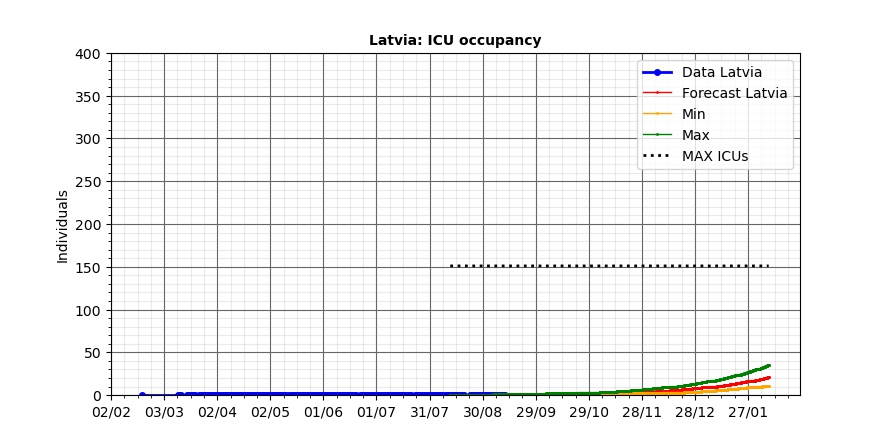 Latvia: ICU occupancy
Individuals
400
350
300
250
200
150
100
50
0
Data Latvia
Forecast Latvia
Min
Max
MAX ICUs
02/02 03/03 02/04 02/05 01/06 01/07 31/07 30/08 29/09 29/10 28/11 28/12 27/01